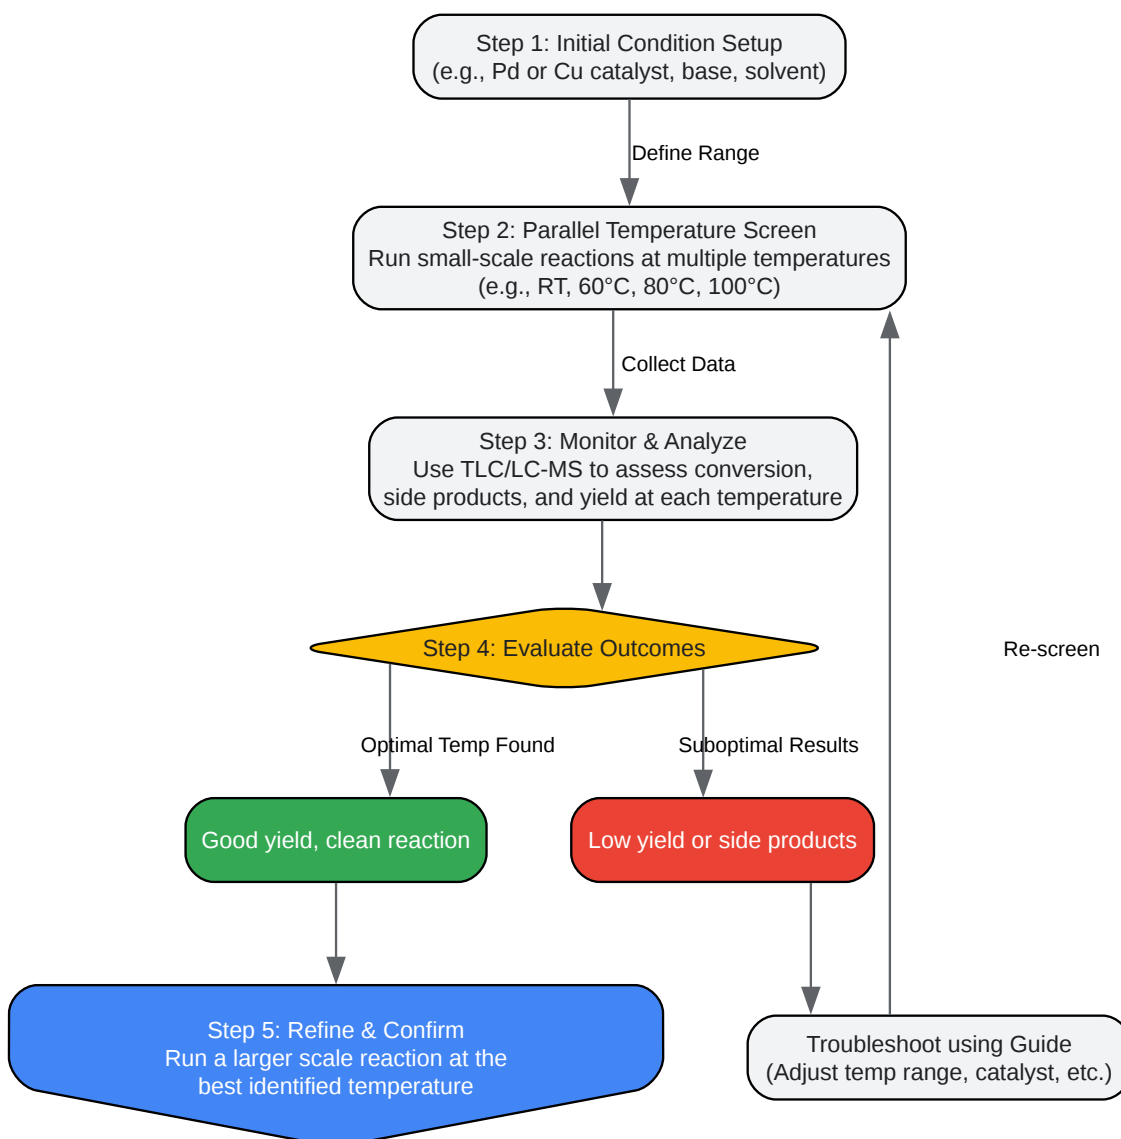 Step 1: Initial Condition Setup
(e.g., Pd or Cu catalyst, base, solvent)
Define Range
Step 2: Parallel Temperature Screen
Run small-scale reactions at multiple temperatures
(e.g., RT, 60°C, 80°C, 100°C)
Collect Data
Step 3: Monitor & Analyze
Use TLC/LC-MS to assess conversion,
side products, and yield at each temperature
Step 4: Evaluate Outcomes
Re-screen
Optimal Temp Found
Suboptimal Results
Good yield, clean reaction
Low yield or side products
Step 5: Refine & Confirm
Run a larger scale reaction at the
best identified temperature
Troubleshoot using Guide
(Adjust temp range, catalyst, etc.)